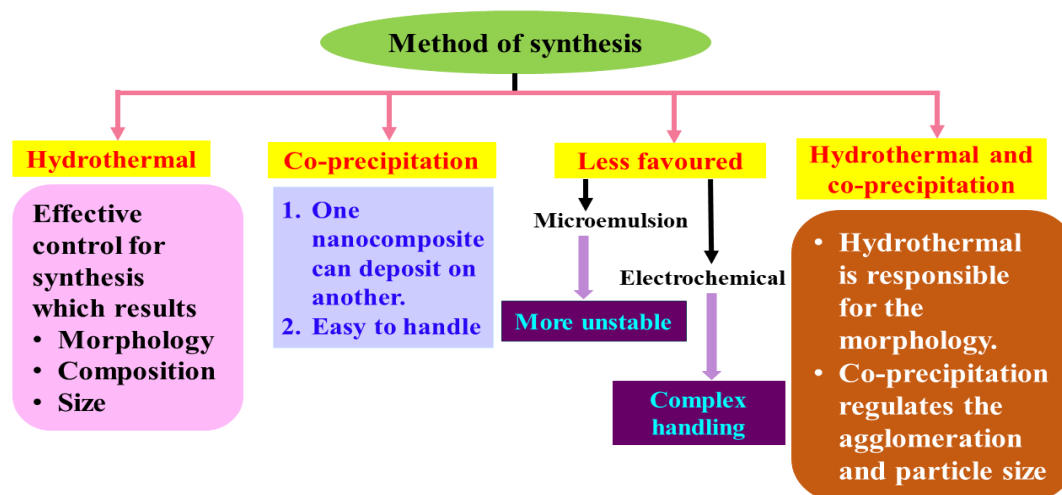 Method of synthesis
Hydrothermal
Effective
control for
synthesis
which results
• Morphology
• Composition
• Size
Co-precipitation
1. One
nanocomposite
can deposit on
another.
2. Easy to handle
Less favoured
Microemulsion
Electrochemical
More unstable
Complex
handling
Hydrothermal and
co-precipitation
• Hydrothermal
is responsible
for the
morphology.
• Co-precipitation
regulates the
agglomeration
and particle size